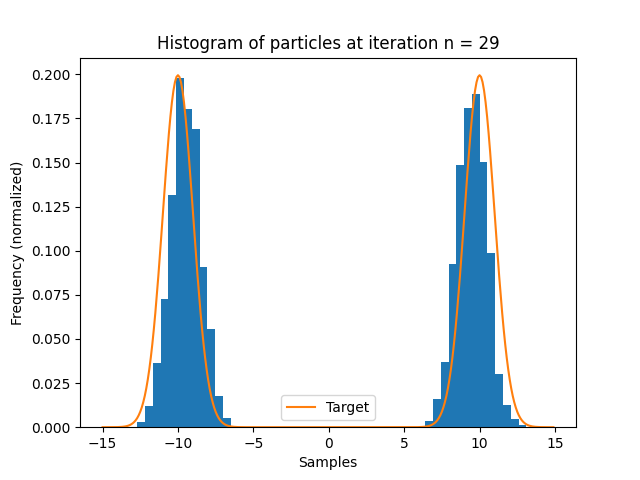 Histogram of particles at iteration n = 29
Frequency (normalized)
0.200
0.175
0.150
0.125
0.100
0.075
0.050
0.025
0.000
Target
−15 −10 −5 0 5 10 15
Samples